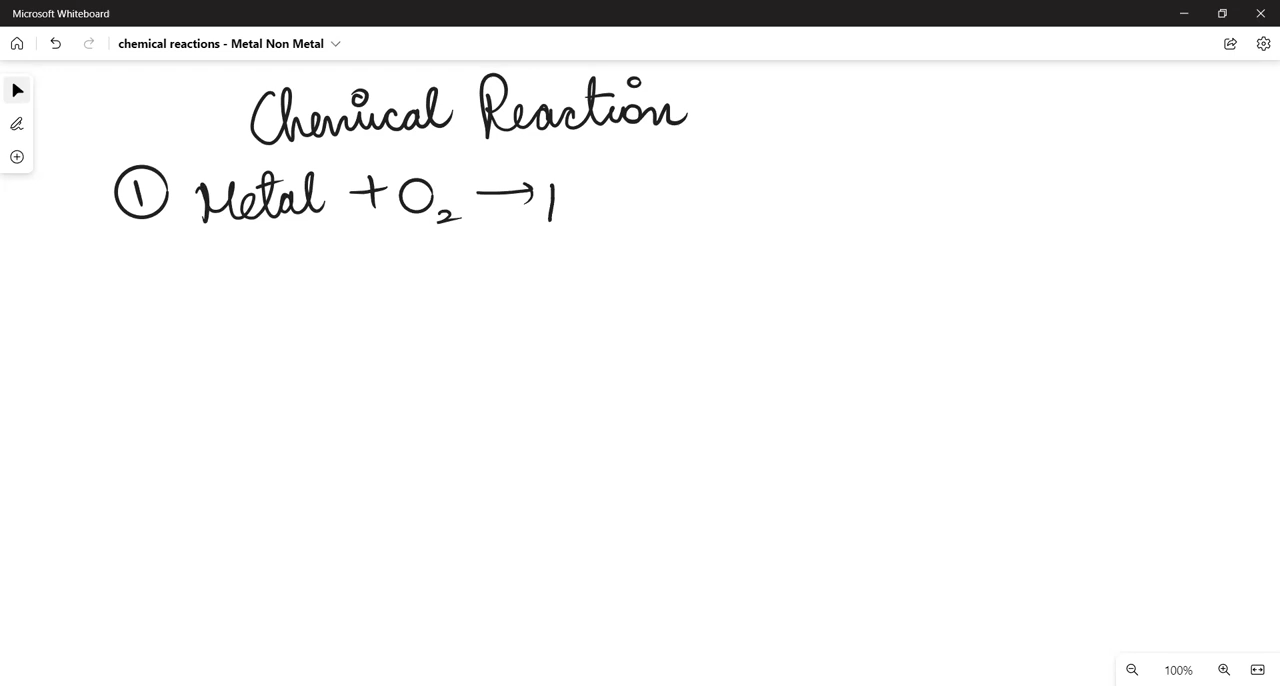 Microsoft Whiteboard
chemical reactions - Metal Non Metal
Chemical Reaction
① Metal + O₂ →
100%